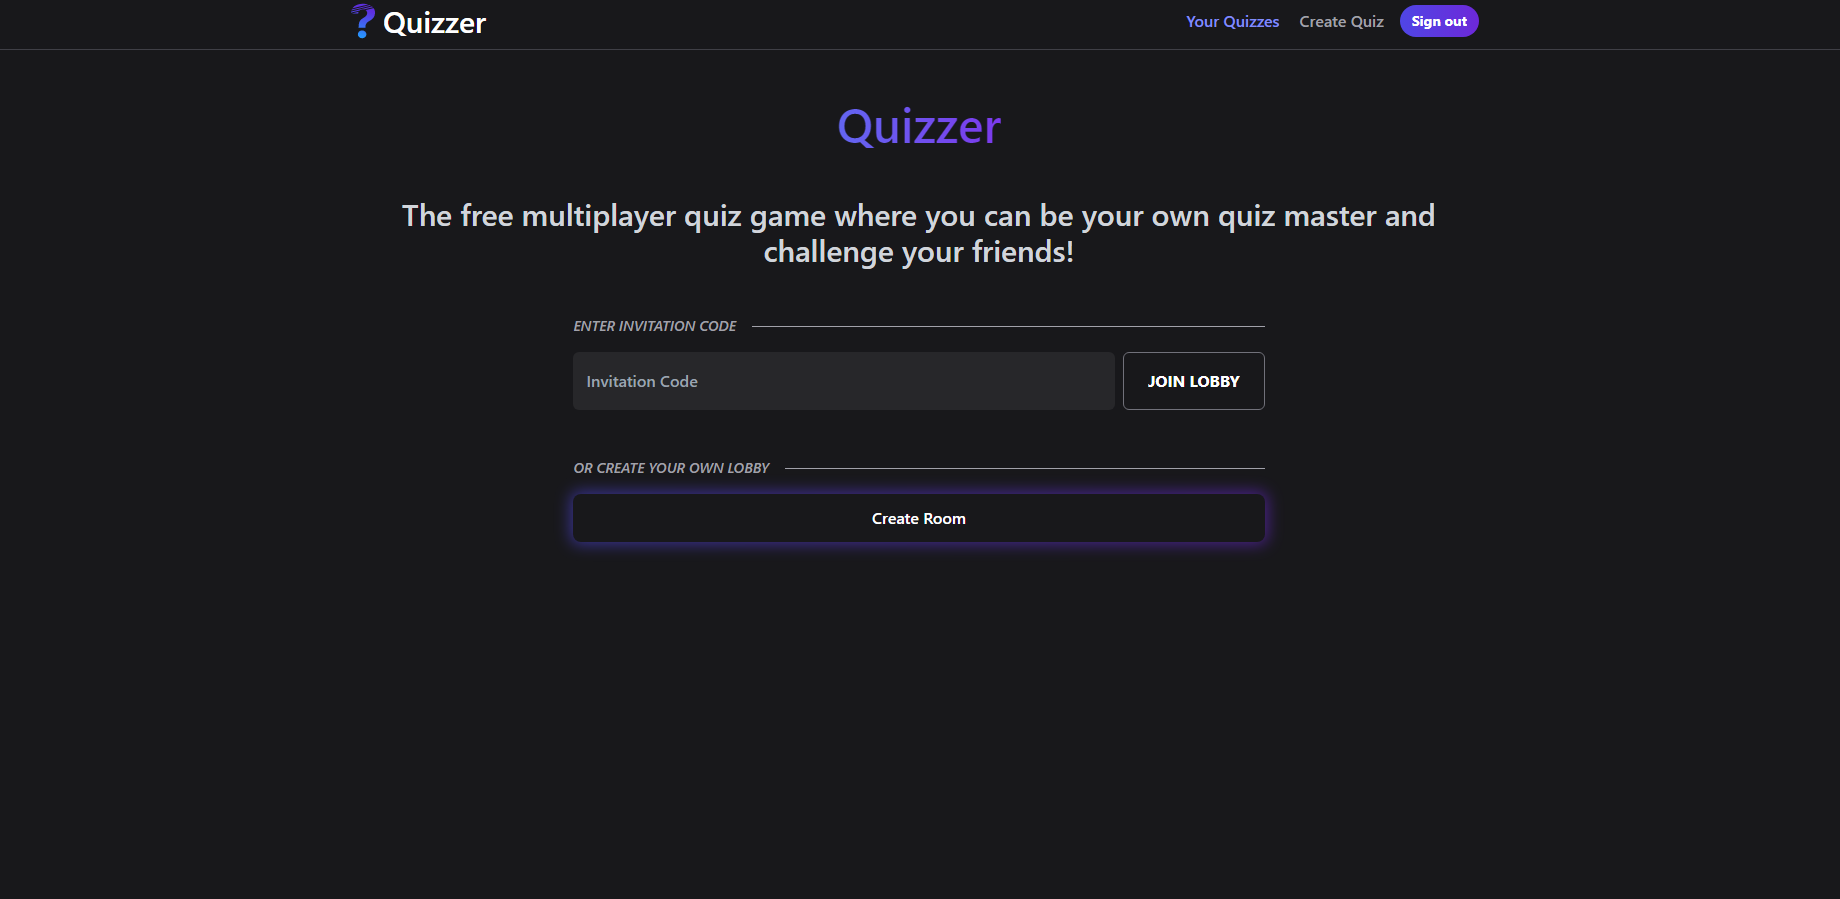 Quizzer
Your Quizzes
Create Quiz
Sign out
Quizzer
The free multiplayer quiz game where you can be your own quiz master and
challenge your friends!
ENTER INVITATION CODE
Invitation Code
JOIN LOBBY
OR CREATE YOUR OWN LOBBY
Create Room